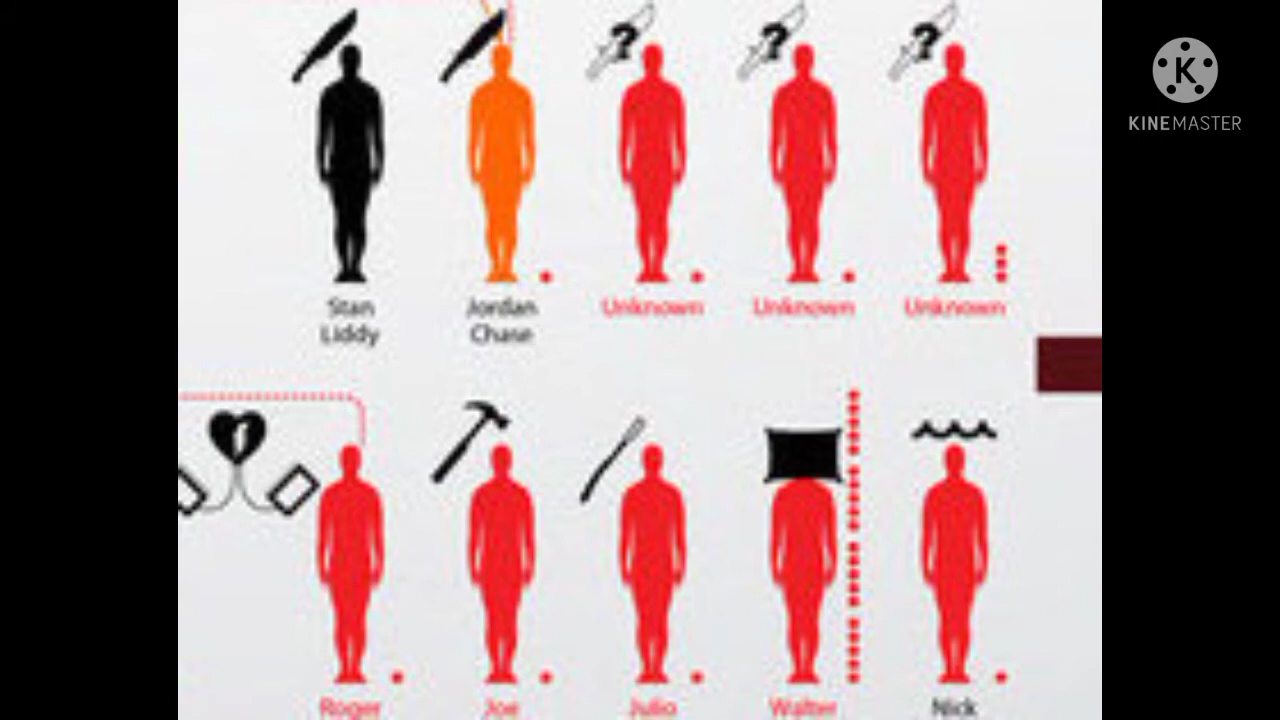 K
KINEMASTER
? ? ?
Stan Jordan Unknown Unknown Unknown
Liddy Chase
Roger Joe Julio Walter Nick